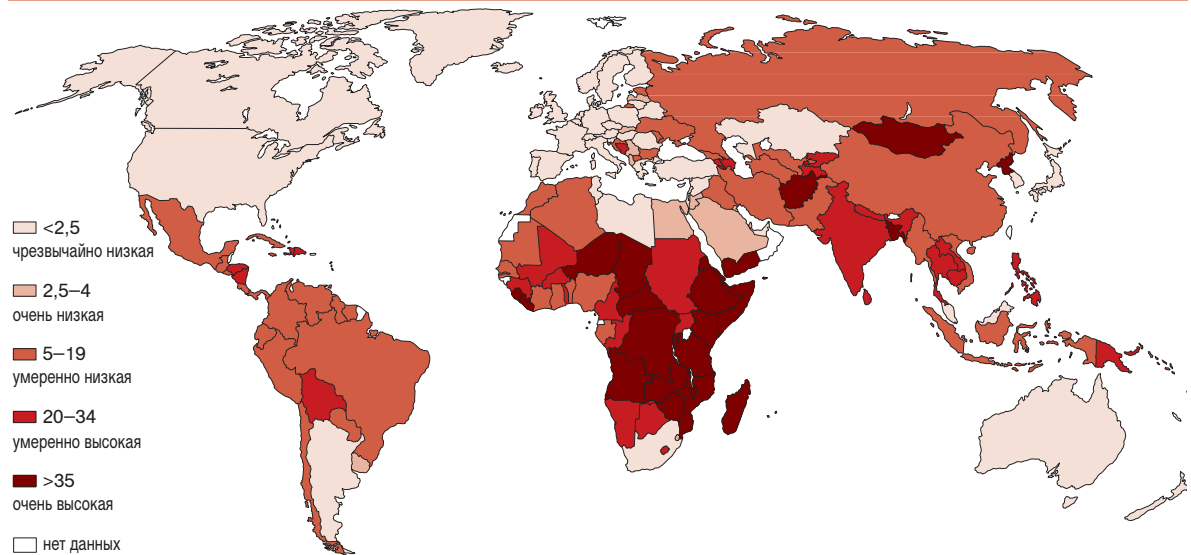 <2,5
чрезвычайно низкая
2,5–4
очень низкая
5–19
умеренно низкая
20–34
умеренно высокая
>35
очень высокая
нет данных